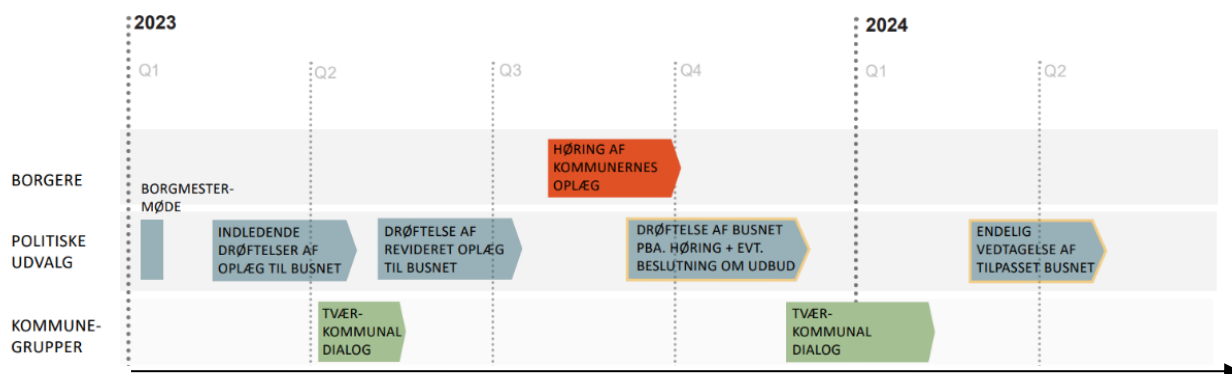 2023
2024
Q1
Q2
Q3
Q4
Q1
Q2
BORGERE
HØRING AF
KOMMUNERNES
OPLÆG
BORGMESTER-
MØDE
POLITISKE
UDVALG
INDLEDENDE
DRØFTELSER AF
OPLÆG TIL BUSNET
DRØFTELSE AF
REVIDERET OPLÆG
TIL BUSNET
DRØFTELSE AF BUSNET
PBA. HØRING + EVT.
BESLUTNING OM UDBUD
ENDELIG
VEDTAGELSE AF
TILPASSET BUSNET
KOMMUNE-
GRUPPER
TVÆR-
KOMMUNAL
DIALOG
TVÆR-
KOMMUNAL
DIALOG